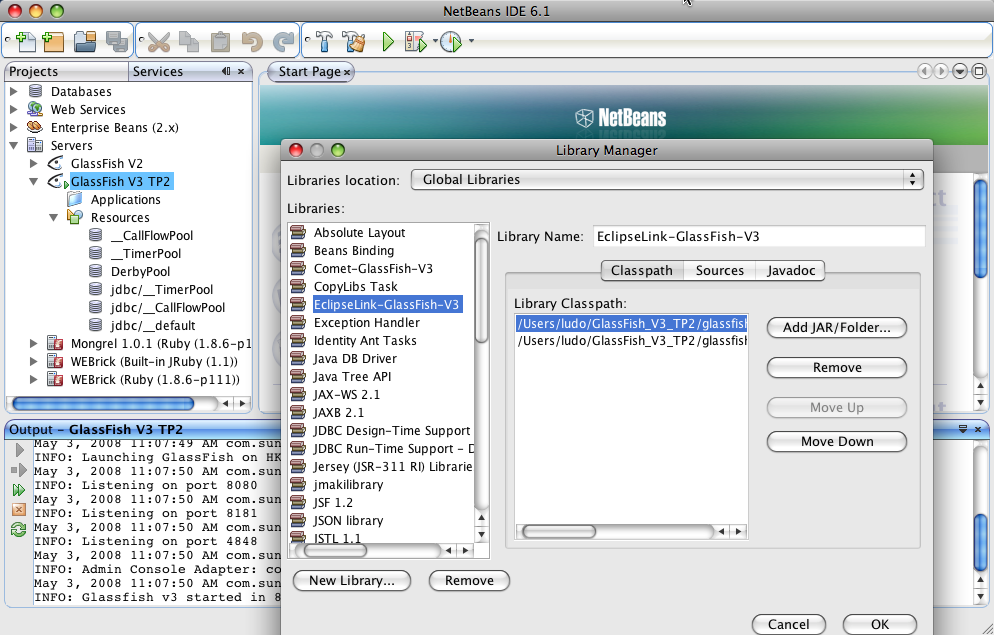 NetBeans IDE 6.1
Projects
Services
Start Page
Databases
Web Services
Enterprise Beans (2.x)
Servers
GlassFish V2
GlassFish V3 TP2
Applications
Resources
__CallFlowPool
__TimerPool
DerbyPool
jdbc/__TimerPool
jdbc/__CallFlowPool
jdbc/__default
Mongrel 1.0.1 (Ruby (1.8.6-p1
WEBrick (Built-in JRuby (1.1))
WEBrick (Ruby (1.8.6-p111))
NetBeans
Library Manager
Libraries location:
Global Libraries
Libraries:
Absolute Layout
Beans Binding
Comet-GlassFish-V3
CopyLibs Task
EclipseLink-GlassFish-V3
Exception Handler
Identity Ant Tasks
Java DB Driver
Java Tree API
JAX-WS 2.1
JAXB 2.1
JDBC Design-Time Support
JDBC Run-Time Support - D
Jersey (JSR-311 RI) Librarie
jmakilibrary
JSF 1.2
JSON library
JSTL 1.1
New Library...
Remove
Library Name:
EclipseLink-GlassFish-V3
Classpath
Sources
Javadoc
Library Classpath:
/Users/ludo/GlassFish_V3_TP2/glassfish
/Users/ludo/GlassFish_V3_TP2/glassfish
Add JAR/Folder...
Remove
Move Up
Move Down
Cancel
OK
Output - GlassFish V3 TP2
May 3, 2008 11:07:49 AM com.sun
INFO: Launching GlassFish on HK
May 3, 2008 11:07:50 AM com.sun
INFO: Listening on port 8080
May 3, 2008 11:07:50 AM com.sun
INFO: Listening on port 8181
May 3, 2008 11:07:50 AM com.sun
INFO: Listening on port 4848
May 3, 2008 11:07:50 AM com.sun
INFO: Admin Console Adapter: co
May 3, 2008 11:07:50 AM com.sun
INFO: Glassfish v3 started in 8